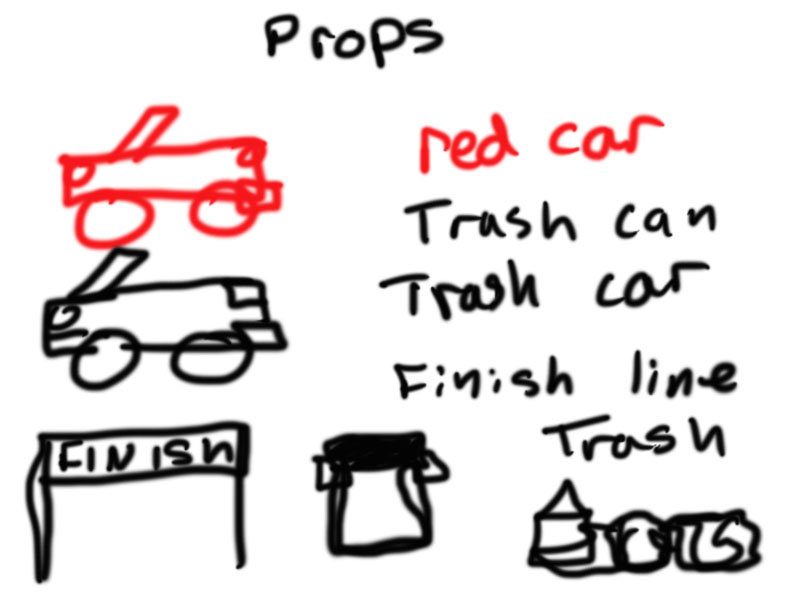 Props
red car
Trash can
Trash car
Finish line
Trash
FINISH